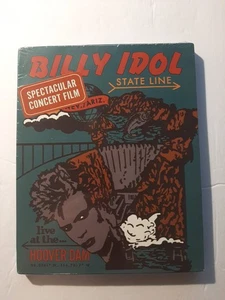 BILLY IDOL
STATE LINE
SPECTACULAR
CONCERT FILM
live
at the...
HOOVER DAM